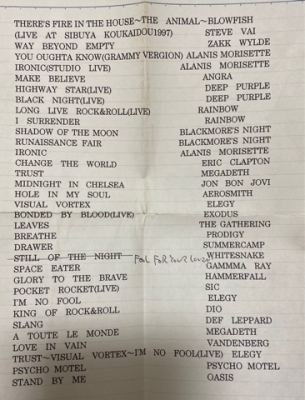 THERE'S FIRE IN THE HOUSE~THE ANIMAL~BLOWFISH
(LIVE AT SIBUYA KOUKAIDOU1997) STEVE VAI
WAY BEYOND EMPTY ZAKK WYLDE
YOU OUGHTA KNOW(GRAMMY VERGION) ALANIS MORISETTE
IRONIC(STUDIO LIVE) ALANIS MORISETTE
MAKE BELIEVE ANGRA
HIGHWAY STAR(LIVE) DEEP PURPLE
BLACK NIGHT(LIVE) DEEP PURPLE
LONG LIVE ROCK&ROLL(LIVE) RAINBOW
I SURRENDER RAINBOW
SHADOW OF THE MOON BLACKMORE'S NIGHT
RUNAISSANCE FAIR BLACKMORE'S NIGHT
IRONIC ALANIS MORISETTE
CHANGE THE WORLD ERIC CLAPTON
TRUST MEGADETH
MIDNIGHT IN CHELSEA JON BON JOVI
HOLE IN MY SOUL AEROSMITH
VISUAL VORTEX ELEGY
BONDED BY BLOOD(LIVE) EXODUS
LEAVES THE GATHERING
BREATHE PRODIGY
DRAWER SUMMERCAMP
STILL OF THE NIGHT WHITESNAKE
SPACE EATER GAMMMA RAY
GLORY TO THE BRAVE HAMMERFALL
POCKET ROCKET(LIVE) SIC
I'M NO FOOL ELEGY
KING OF ROCK&ROLL DIO
SLANG DEF LEPPARD
A TOUTE LE MONDE MEGADETH
LOVE IN VAIN VANDENBERG
TRUST~VISUAL VORTEX~I'M NO FOOL(LIVE) ELEGY
PSYCHO MOTEL PSYCHO MOTEL
STAND BY ME OASIS